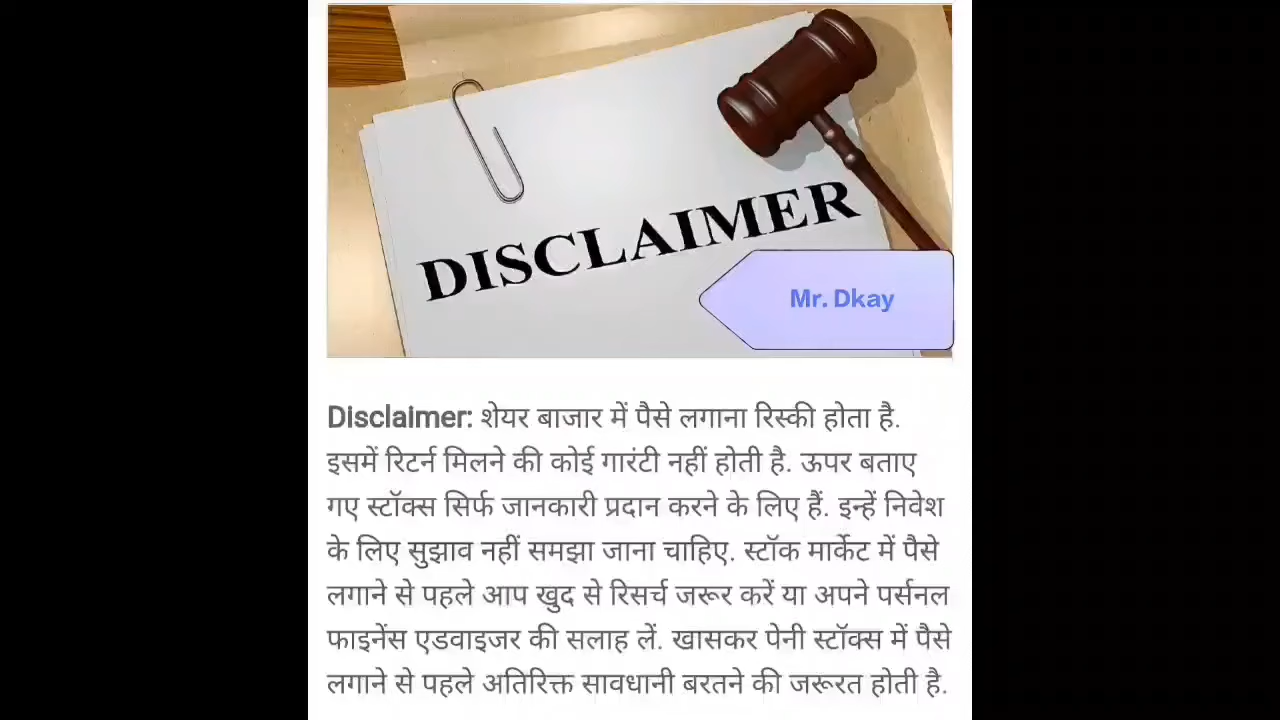 DISCLAIMER
Mr. Dkay
Disclaimer: शेयर बाजार में पैसे लगाना रिस्की होता है.
इसमें रिटर्न मिलने की कोई गारंटी नहीं होती है. ऊपर बताए
गए स्टॉक्स सिर्फ जानकारी प्रदान करने के लिए हैं. इन्हें निवेश
के लिए सुझाव नहीं समझा जाना चाहिए. स्टॉक मार्केट में पैसे
लगाने से पहले आप खुद से रिसर्च जरूर करें या अपने पर्सनल
फाइनेंस एडवाइजर की सलाह लें. खासकर पेनी स्टॉक्स में पैसे
लगाने से पहले अतिरिक्त सावधानी बरतने की जरूरत होती है.